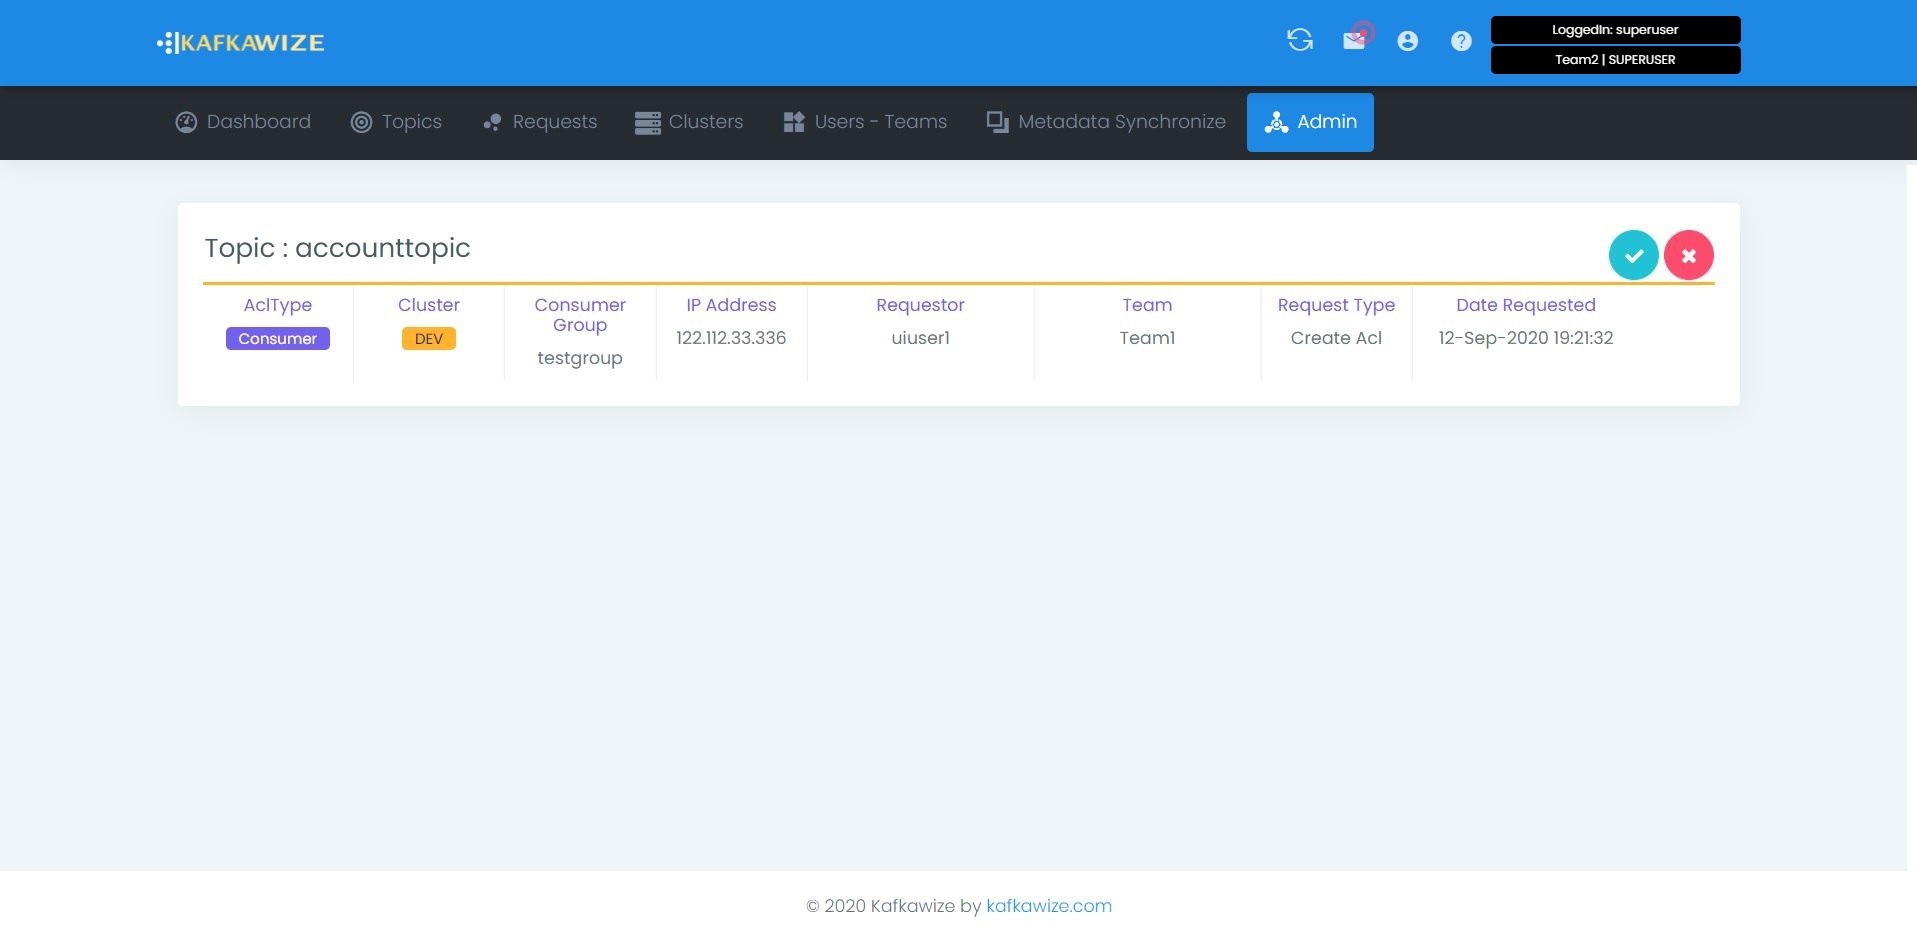 KAFKAWIZE
LoggedIn: superuser
Team2 | SUPERUSER
Dashboard
Topics
Requests
Clusters
Users - Teams
Metadata Synchronize
Admin
Topic : accounttopic
AclType
Consumer
Cluster
DEV
Consumer
Group
testgroup
IP Address
122.112.33.336
Requestor
uiuser1
Team
Team1
Request Type
Create Acl
Date Requested
12-Sep-2020 19:21:32
© 2020 Kafkawize by kafkawize.com